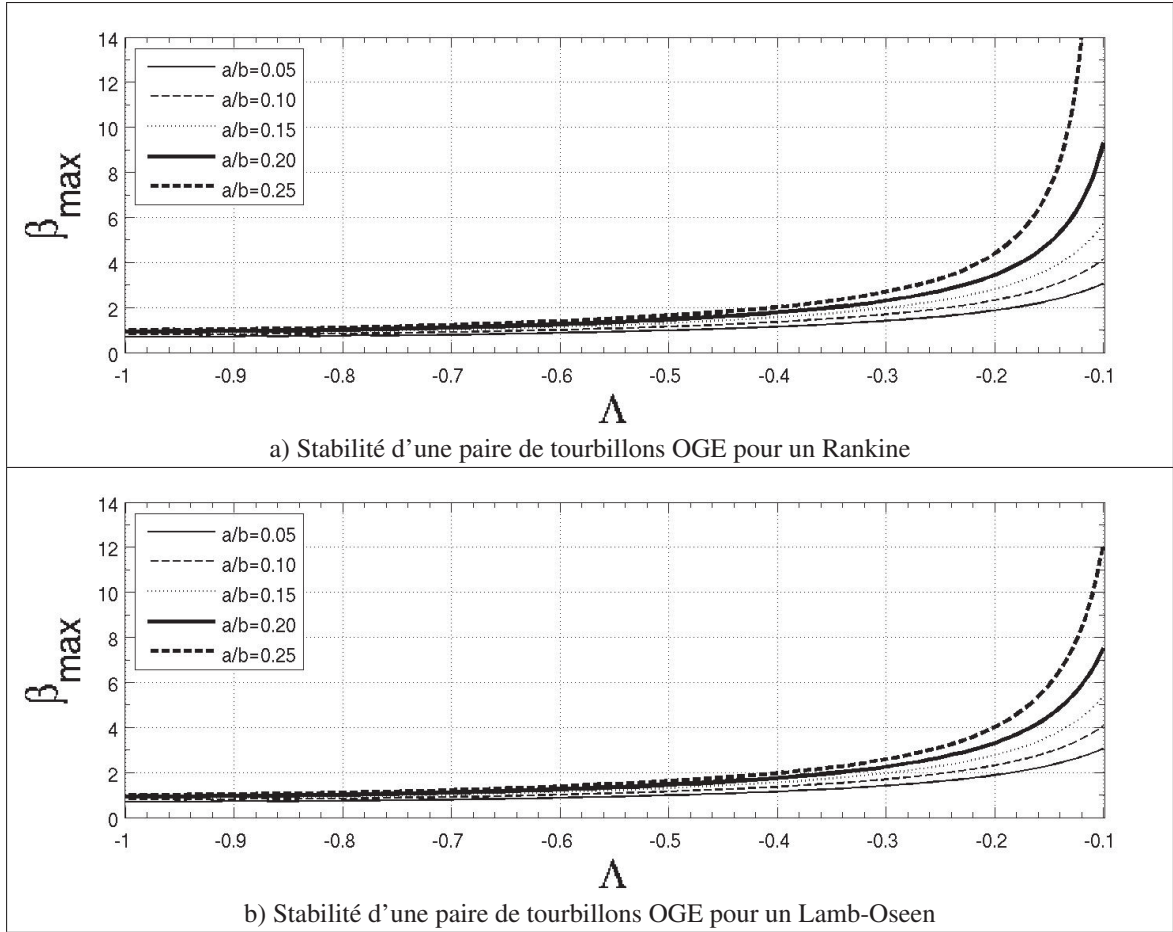 14
12
10
8
6
4
2
0
βmax
a/b=0.05
a/b=0.10
a/b=0.15
a/b=0.20
a/b=0.25
-1 -0.9 -0.8 -0.7 -0.6 -0.5 -0.4 -0.3 -0.2 -0.1
Λ
a) Stabilité d'une paire de tourbillons OGE pour un Rankine
14
12
10
8
6
4
2
0
βmax
a/b=0.05
a/b=0.10
a/b=0.15
a/b=0.20
a/b=0.25
-1 -0.9 -0.8 -0.7 -0.6 -0.5 -0.4 -0.3 -0.2 -0.1
Λ
b) Stabilité d'une paire de tourbillons OGE pour un Lamb-Oseen